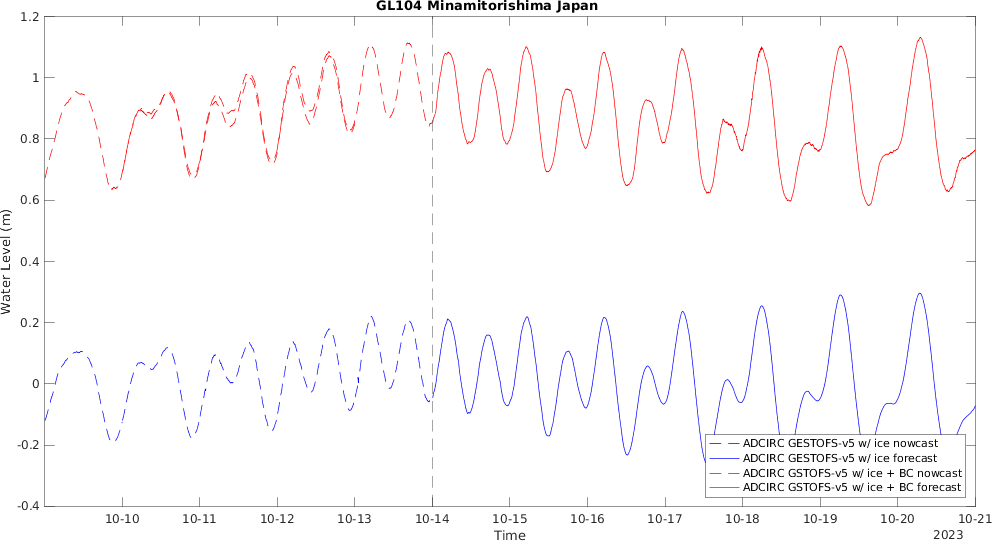 GL104 Minamitorishima Japan
1.2
1
0.8
0.6
0.4
0.2
0
-0.2
-0.4
Water Level (m)
ADCIRC GESTOFS-v5 w/ ice nowcast
ADCIRC GESTOFS-v5 w/ ice forecast
ADCIRC GSTOFS-v5 w/ ice + BC nowcast
ADCIRC GSTOFS-v5 w/ ice + BC forecast
10-10 10-11 10-12 10-13 10-14 10-15 10-16 10-17 10-18 10-19 10-20 10-21
Time
2023